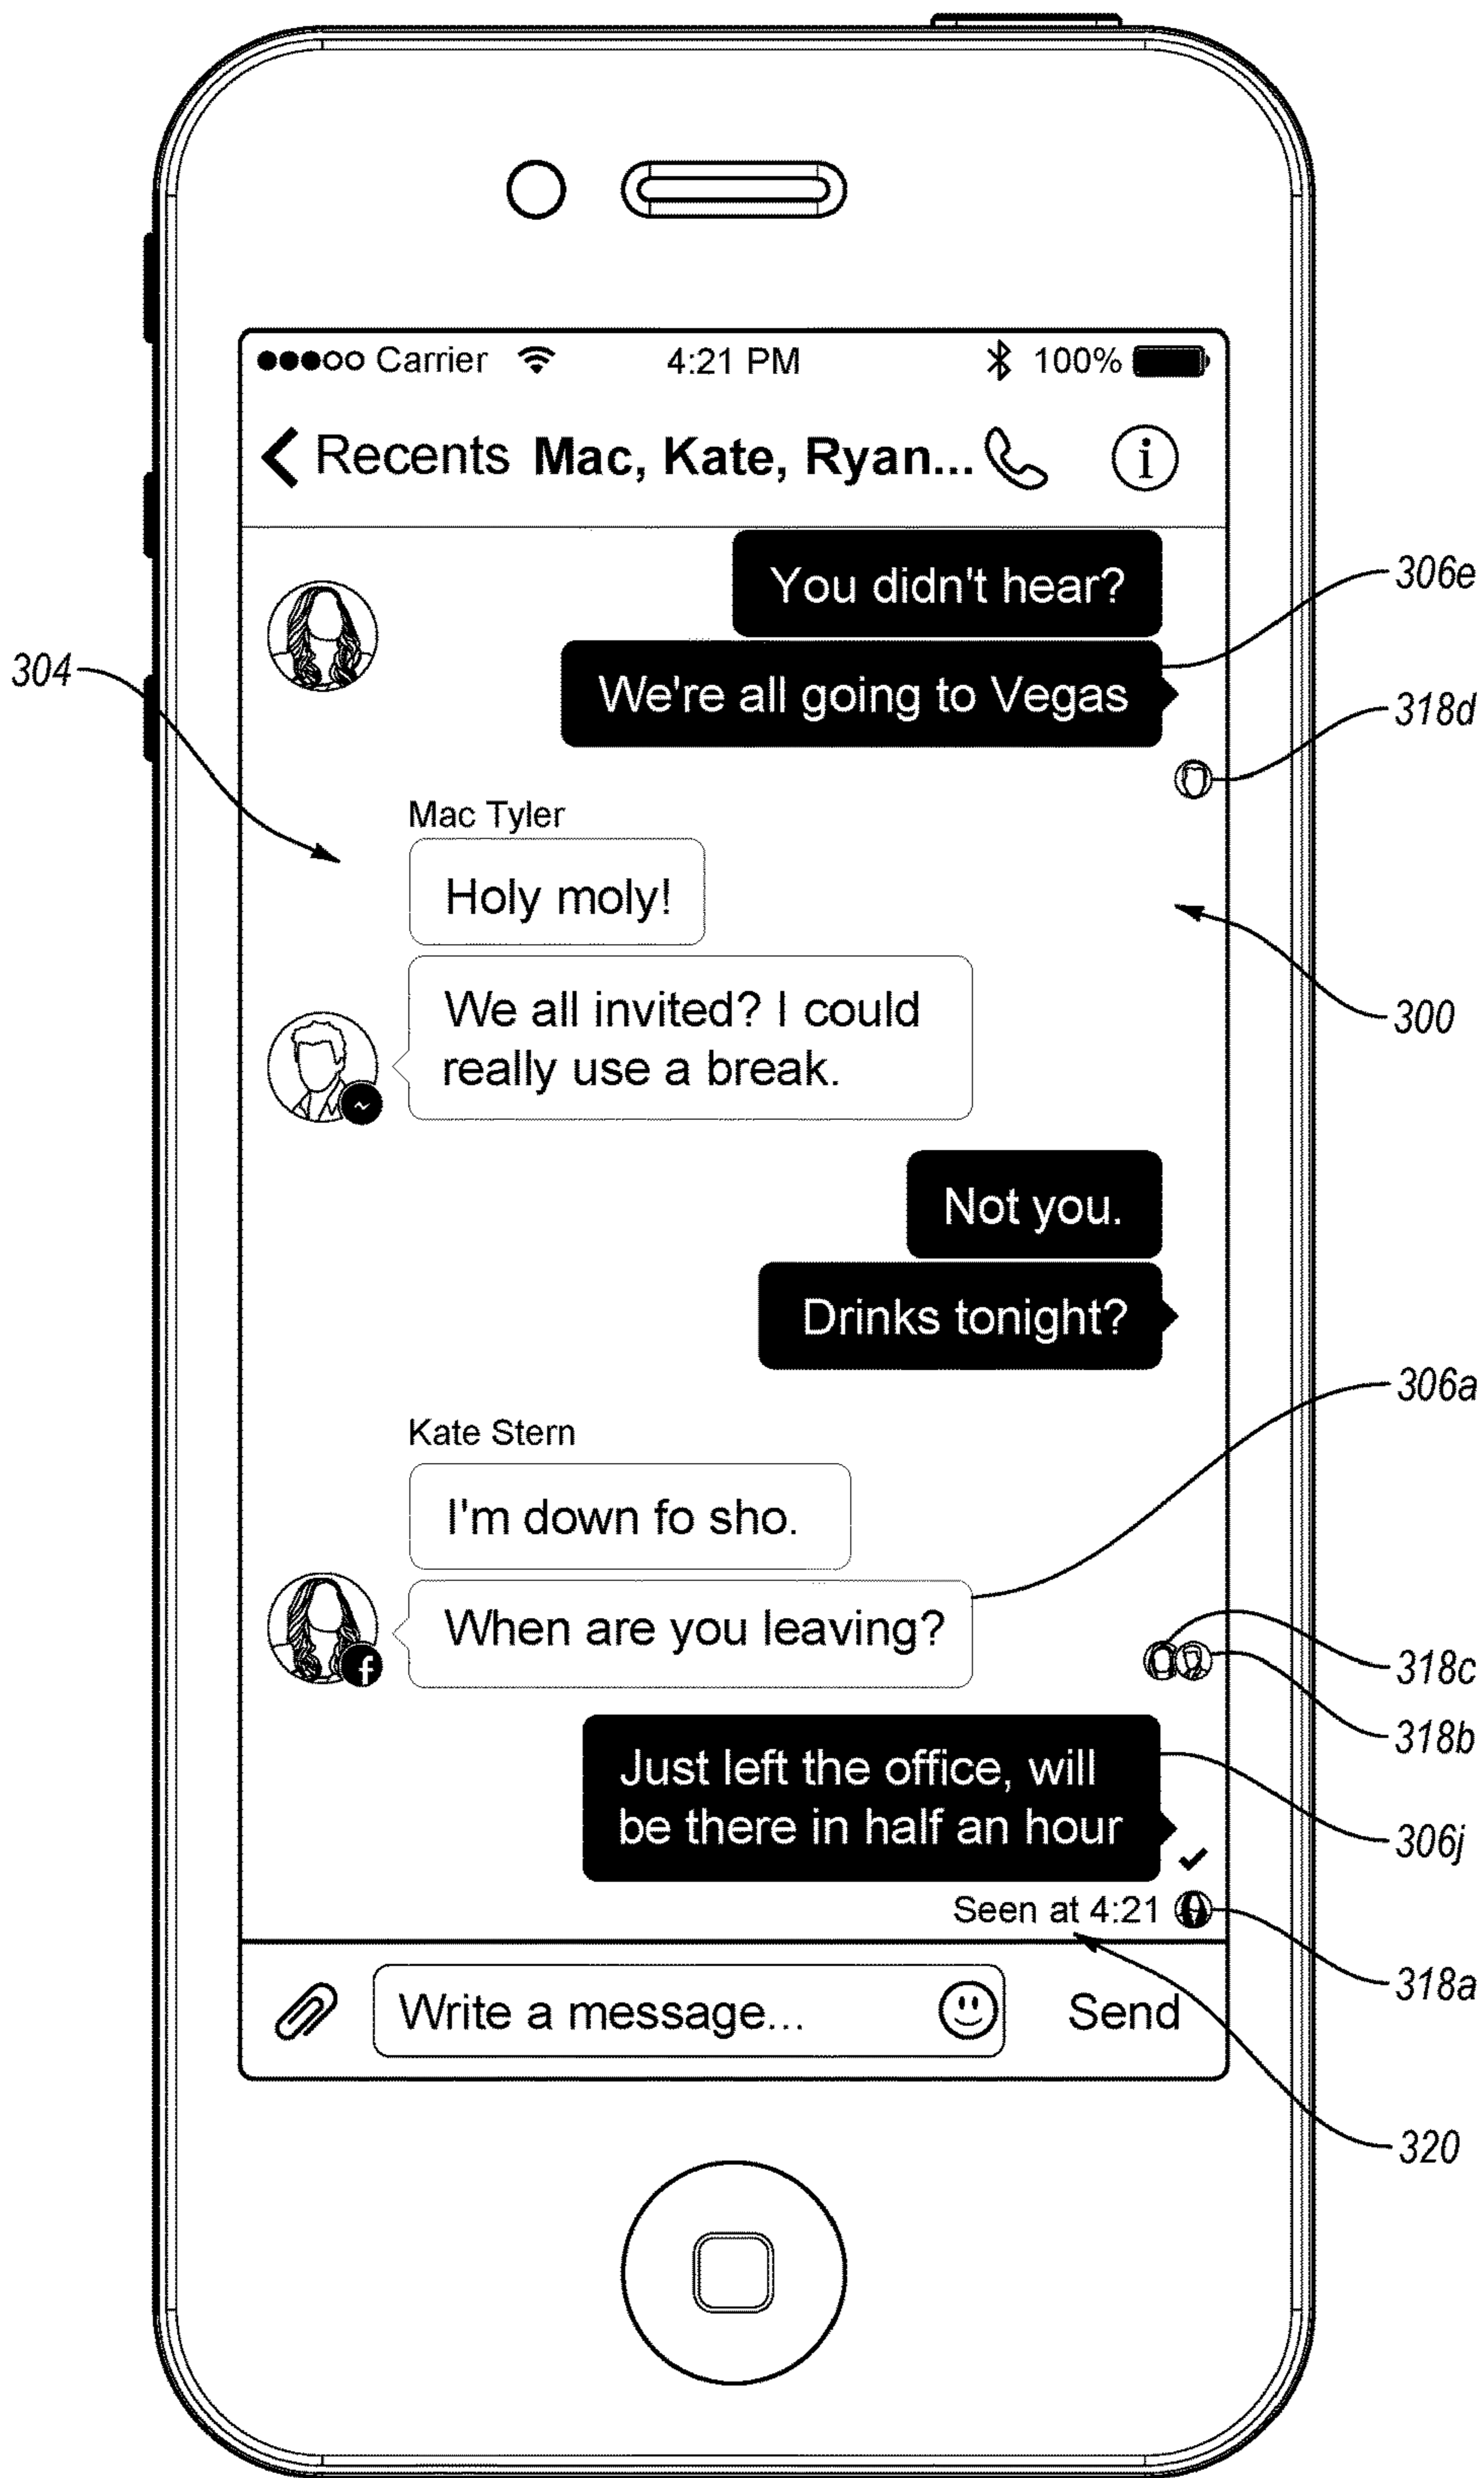 Carrier 4:21 PM 100%
Recents Mac, Kate, Ryan...
You didn't hear?
306e
We're all going to Vegas
304
318d
Mac Tyler
Holy moly!
300
We all invited? I could
really use a break.
Not you.
Drinks tonight?
306a
Kate Stern
I'm down fo sho.
When are you leaving?
318c
318b
Just left the office, will
be there in half an hour
306j
Seen at 4:21
318a
Write a message... Send
320